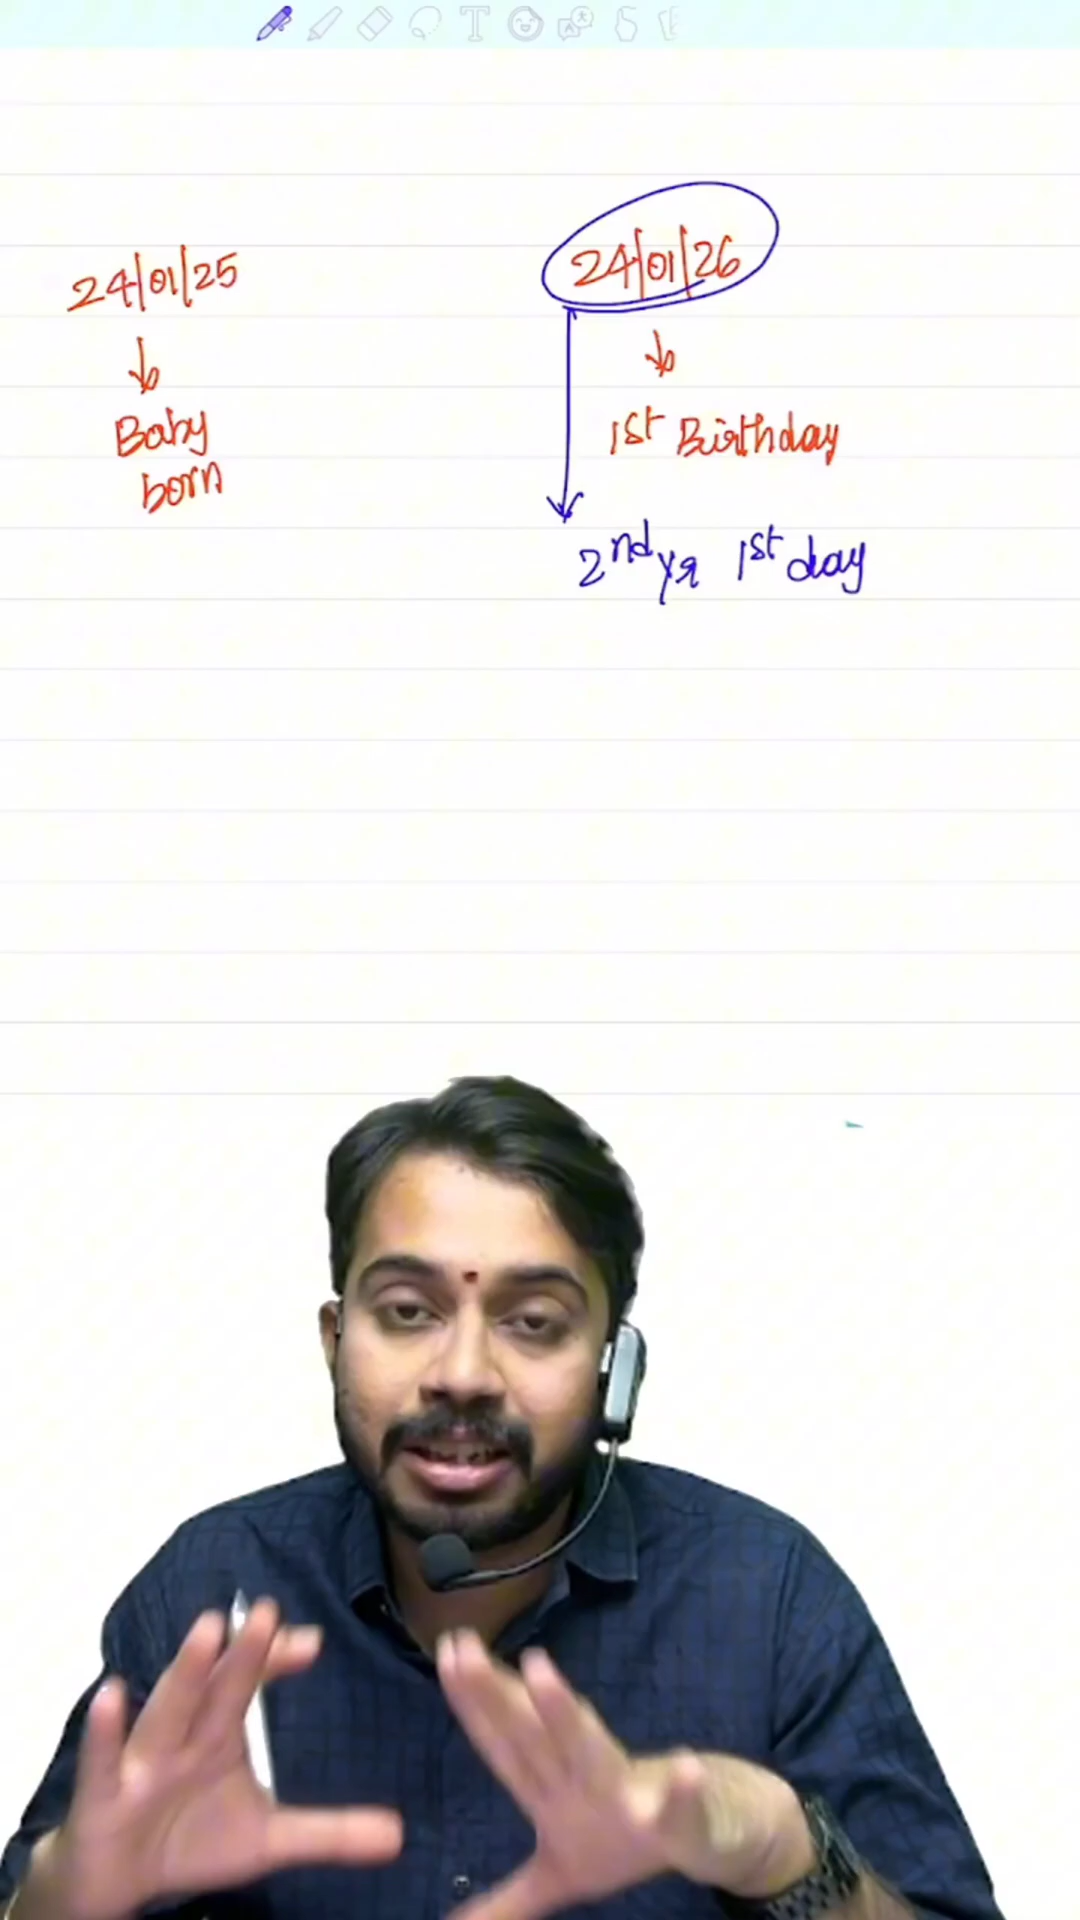 24/01/25
Baby
born
24/01/26
1st Birthday
2nd yr 1st day